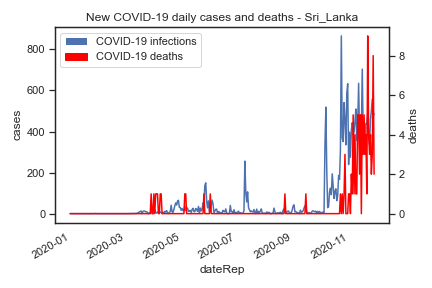 New COVID-19 daily cases and deaths - Sri_Lanka
COVID-19 infections
COVID-19 deaths
cases
800
600
400
200
0
deaths
8
6
4
2
0
2020-01
2020-03
2020-05
2020-07
2020-09
2020-11
dateRep